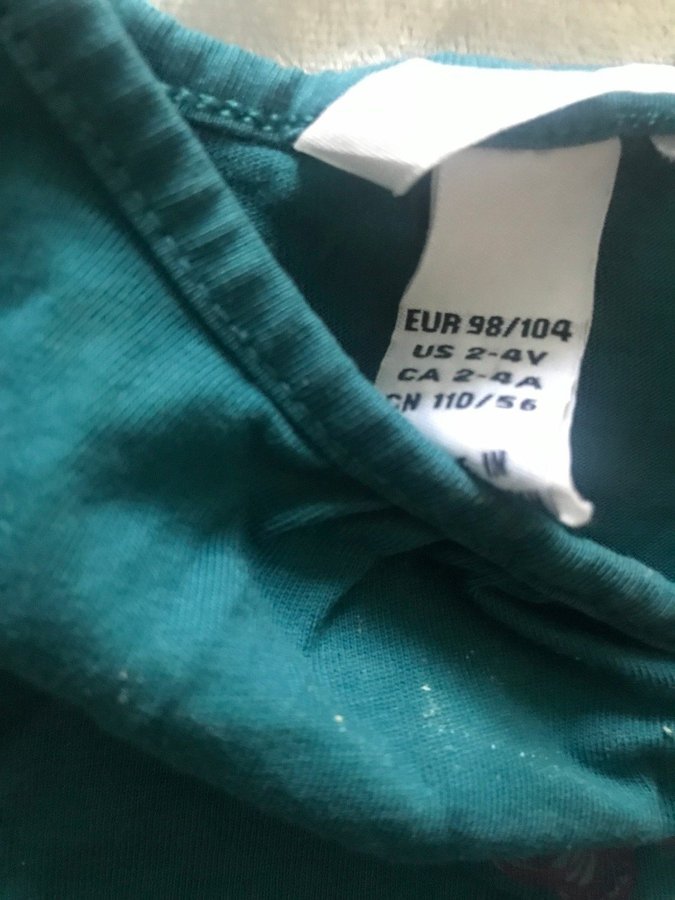 EUR 98/104
US 2-4Y
CA 2-4A
CN 110/56